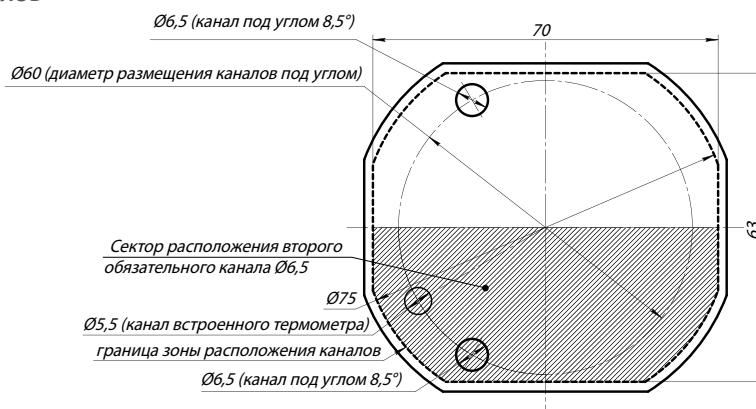 Ø6,5 (канал под углом 8,5°)
70
Ø60 (диаметр размещения каналов под углом)
63
Сектор расположения второго
обязательного канала Ø6,5
Ø75
Ø5,5 (канал встроенного термометра)
граница зоны расположения каналов
Ø6,5 (канал под углом 8,5°)